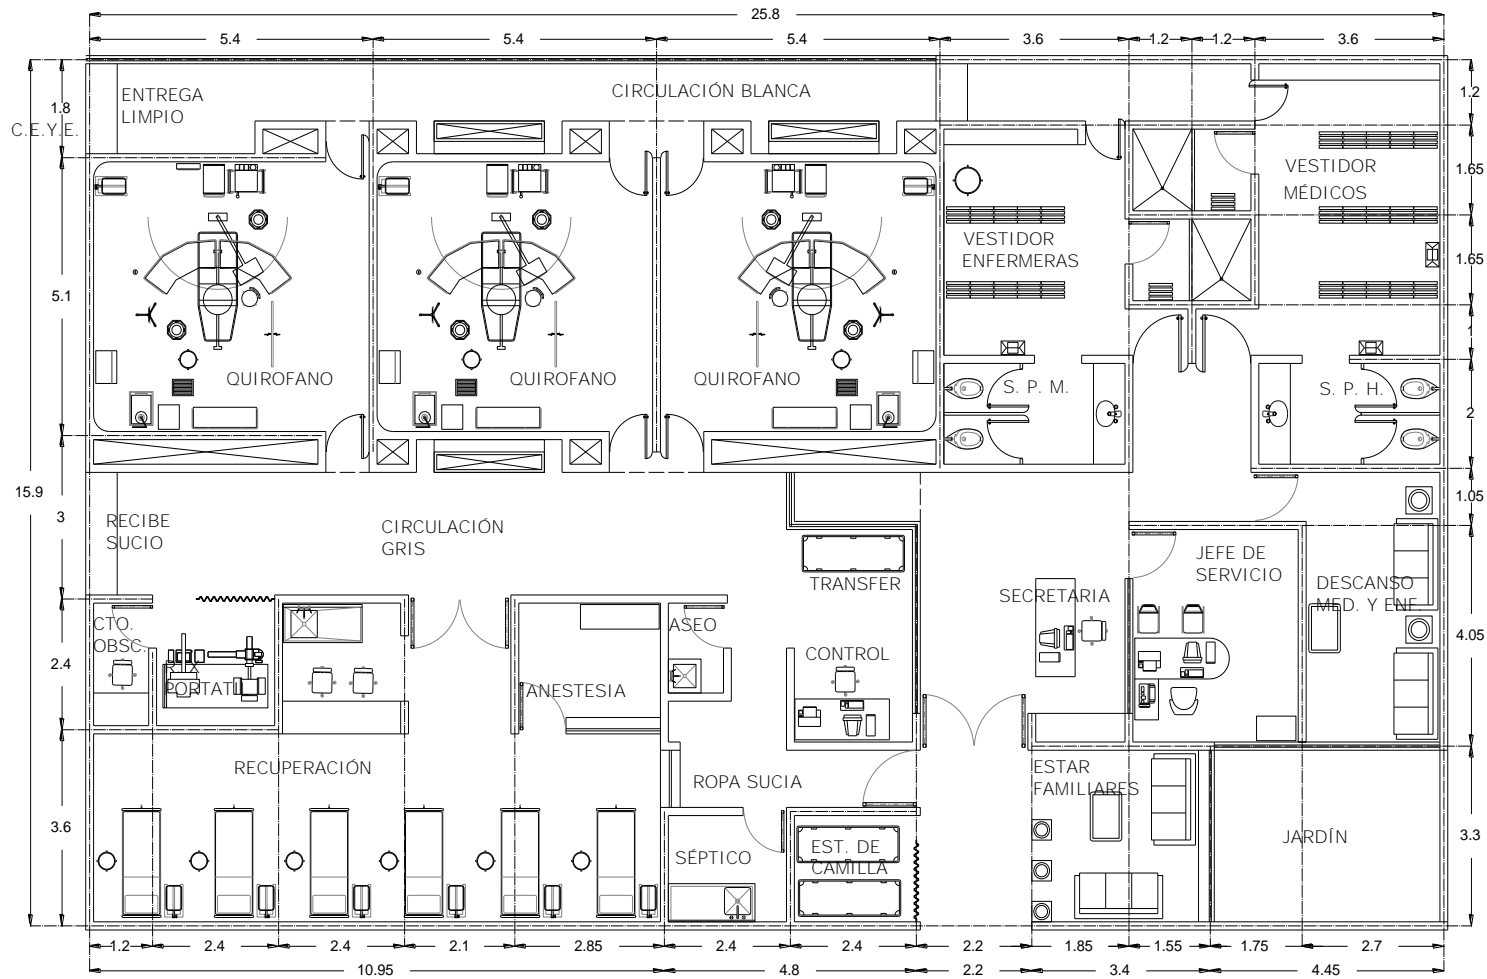 25.8
5.4
5.4
5.4
3.6
1.2
1.2
3.6
ENTREGA
LIMPIO
CIRCULACIÓN BLANCA
1.8
C.E.Y.E.
1.2
VESTIDOR
MÉDICOS
1.65
VESTIDOR
ENFERMERAS
1.65
5.1
1
QUIROFANO
QUIROFANO
QUIROFANO
S. P. M.
S. P. H.
2
15.9
3
RECIBE
SUCIO
CIRCULACIÓN
GRIS
1.05
TRANSFER
JEFE DE
SERVICIO
SECRETARIA
DESCANSO
MED. Y ENF.
CTO.
OBSC.
ASEO
2.4
CONTROL
4.05
PORTATIL
ANESTESIA
RECUPERACIÓN
ROPA SUCIA
ESTAR
FAMILIARES
3.6
SÉPTICO
EST. DE
CAMILLA
JARDÍN
3.3
1.2
2.4
2.4
2.1
2.85
2.4
2.4
2.2
1.85
1.55
1.75
2.7
10.95
4.8
2.2
3.4
4.45